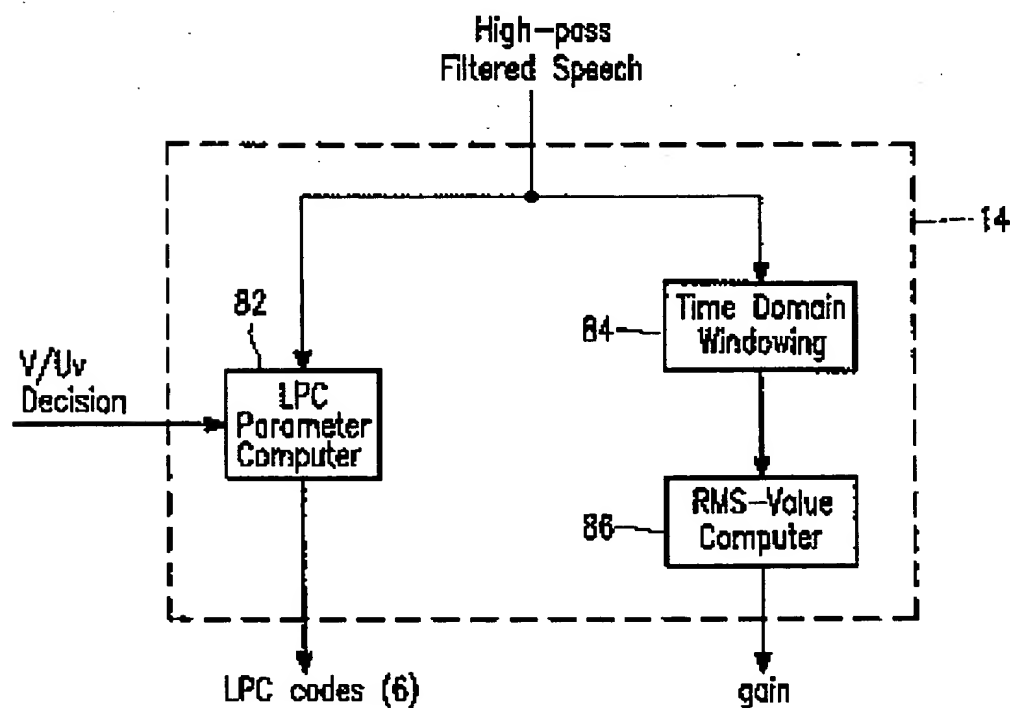 High-pass
Filtered Speech
14
82
84
Time Domain
Windowing
V/Uv
Decision
LPC
Parameter
Computer
86
RMS-Value
Computer
LPC codes (6)
gain